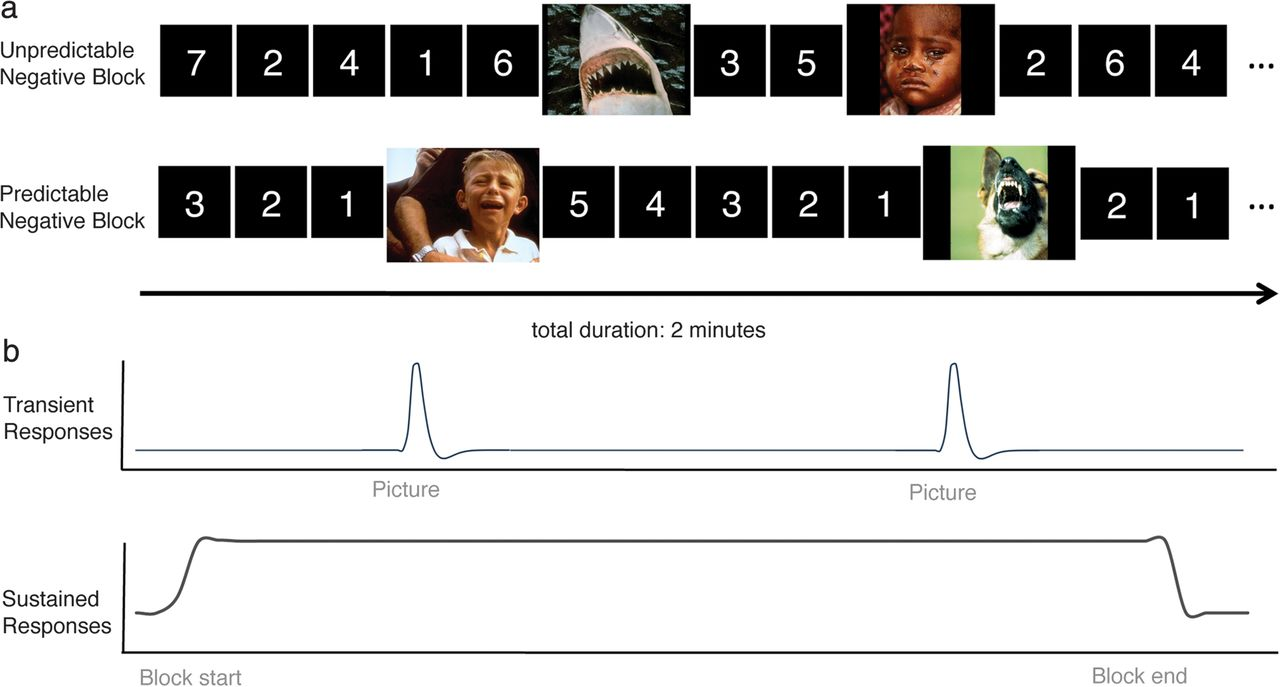 a
Unpredictable
Negative Block
7 2 4 1 6 3 5 2 6 4 ...
Predictable
Negative Block
3 2 1 5 4 3 2 1 2 1 ...
total duration: 2 minutes
b
Transient
Responses
Picture Picture
Sustained
Responses
Block start Block end